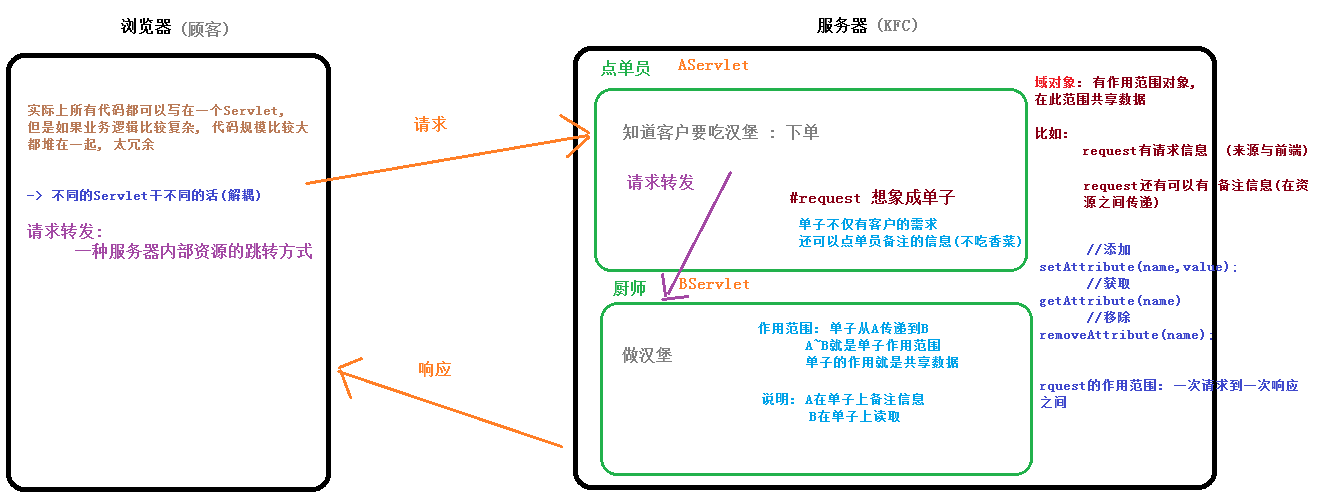 浏览器 (顾客)
实际上所有代码都可以写在一个Servlet,
但是如果业务逻辑比较复杂, 代码规模比较大
都堆在一起, 太冗余
-> 不同的Servlet干不同的活(解耦)
请求转发:
一种服务器内部资源的跳转方式
请求
响应
服务器 (KFC)
点单员 AServlet
知道客户要吃汉堡 : 下单
请求转发
#request 想象成单子
单子不仅有客户的需求
还可以点单员备注的信息(不吃香菜)
厨师 BServlet
做汉堡
作用范围: 单子从A传递到B
A~B就是单子作用范围
单子的作用就是共享数据
说明: A在单子上备注信息
B在单子上读取
域对象: 有作用范围对象,
在此范围共享数据
比如:
request有请求信息 (来源与前端)
request还有可以有 备注信息(在资
源之间传递)
//添加
setAttribute(name,value);
//获取
getAttribute(name)
//移除
removeAttribute(name);
rquest的作用范围: 一次请求到一次响应
之间